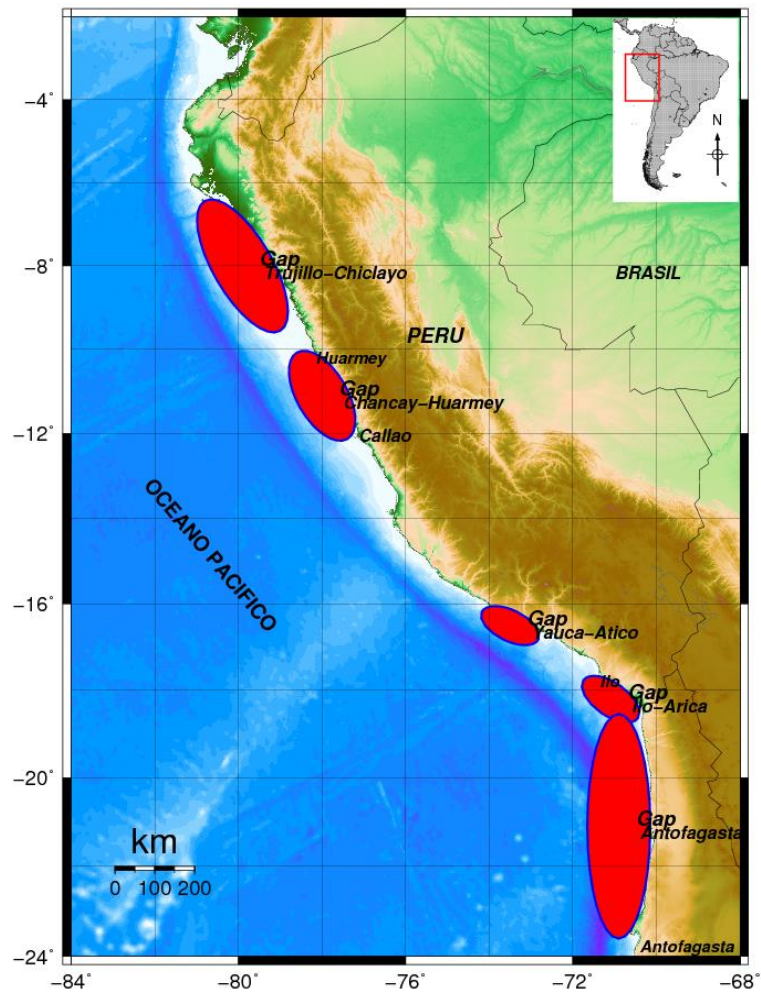 N
−4°
−8°
−12°
−16°
−20°
−24°
Gap
Trujillo−Chiclayo
BRASIL
PERU
Huarmey
Gap
Chancay−Huarmey
Callao
OCEANO PACIFICO
Gap
Yauca−Atico
Ilo
Gap
Ilo−Arica
Gap
Antofagasta
km
0 100 200
Antofagasta
−84° −80° −76° −72° −68°